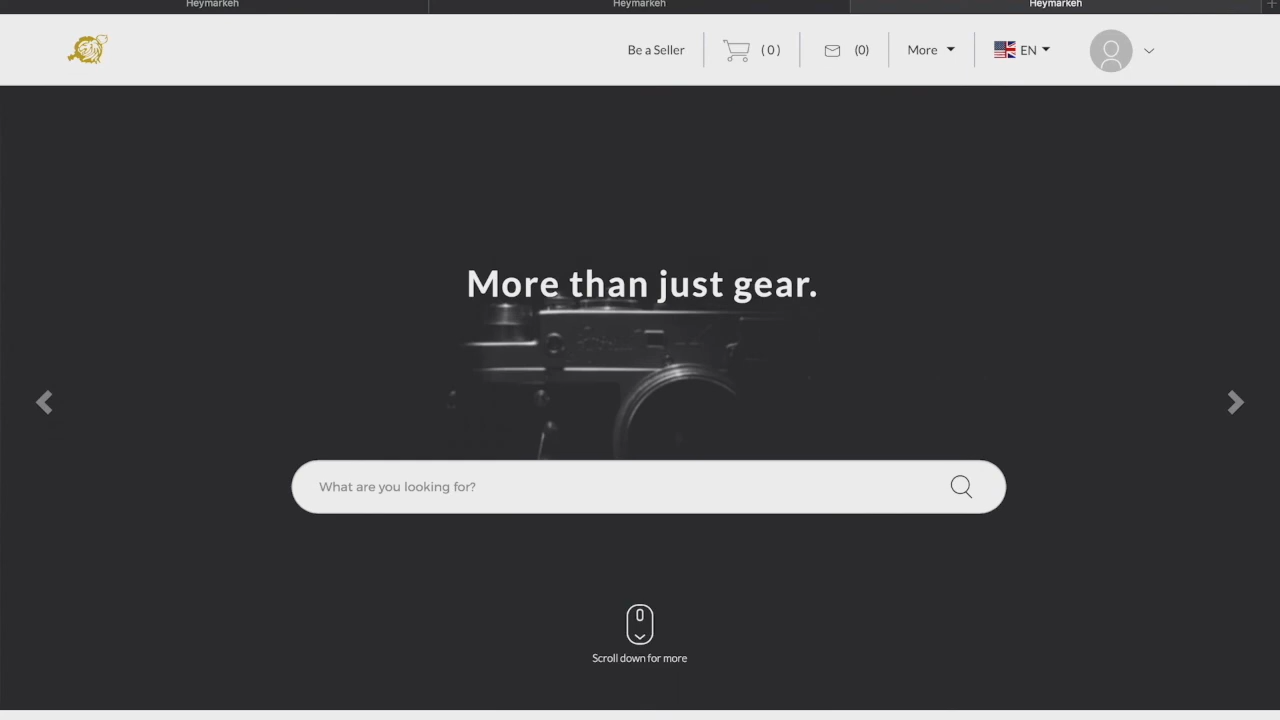 Heymarkeh
Heymarkeh
Heymarkeh
Be a Seller
( 0 )
(0)
More
EN
More than just gear.
What are you looking for?
Scroll down for more